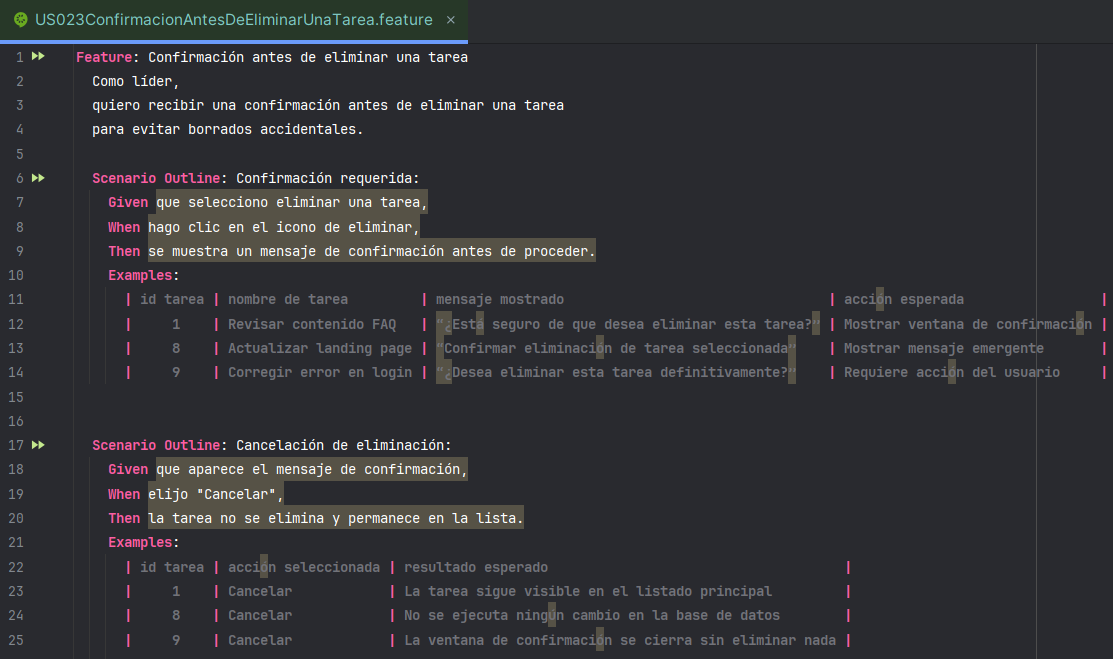 US023ConfirmacionAntesDeEliminarUnaTarea.feature ×
1 Feature: Confirmación antes de eliminar una tarea
2 Como líder,
3 quiero recibir una confirmación antes de eliminar una tarea
4 para evitar borrados accidentales.
5
6 Scenario Outline: Confirmación requerida:
7 Given que selecciono eliminar una tarea,
8 When hago clic en el icono de eliminar,
9 Then se muestra un mensaje de confirmación antes de proceder.
10 Examples:
11 | id tarea | nombre de tarea | mensaje mostrado | acción esperada |
12 | 1 | Revisar contenido FAQ | “¿Está seguro de que desea eliminar esta tarea?” | Mostrar ventana de confirmación |
13 | 8 | Actualizar landing page | “Confirmar eliminación de tarea seleccionada” | Mostrar mensaje emergente |
14 | 9 | Corregir error en login | “¿Desea eliminar esta tarea definitivamente?” | Requiere acción del usuario |
15
16
17 Scenario Outline: Cancelación de eliminación:
18 Given que aparece el mensaje de confirmación,
19 When elijo "Cancelar",
20 Then la tarea no se elimina y permanece en la lista.
21 Examples:
22 | id tarea | acción seleccionada | resultado esperado |
23 | 1 | Cancelar | La tarea sigue visible en el listado principal |
24 | 8 | Cancelar | No se ejecuta ningún cambio en la base de datos |
25 | 9 | Cancelar | La ventana de confirmación se cierra sin eliminar nada |